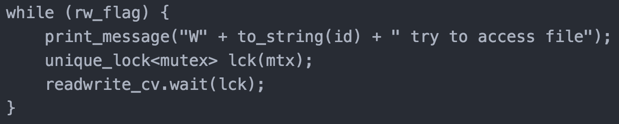 while (rw_flag) {
    print_message("W" + to_string(id) + " try to access file");
    unique_lock<mutex> lck(mtx);
    readwrite_cv.wait(lck);
}